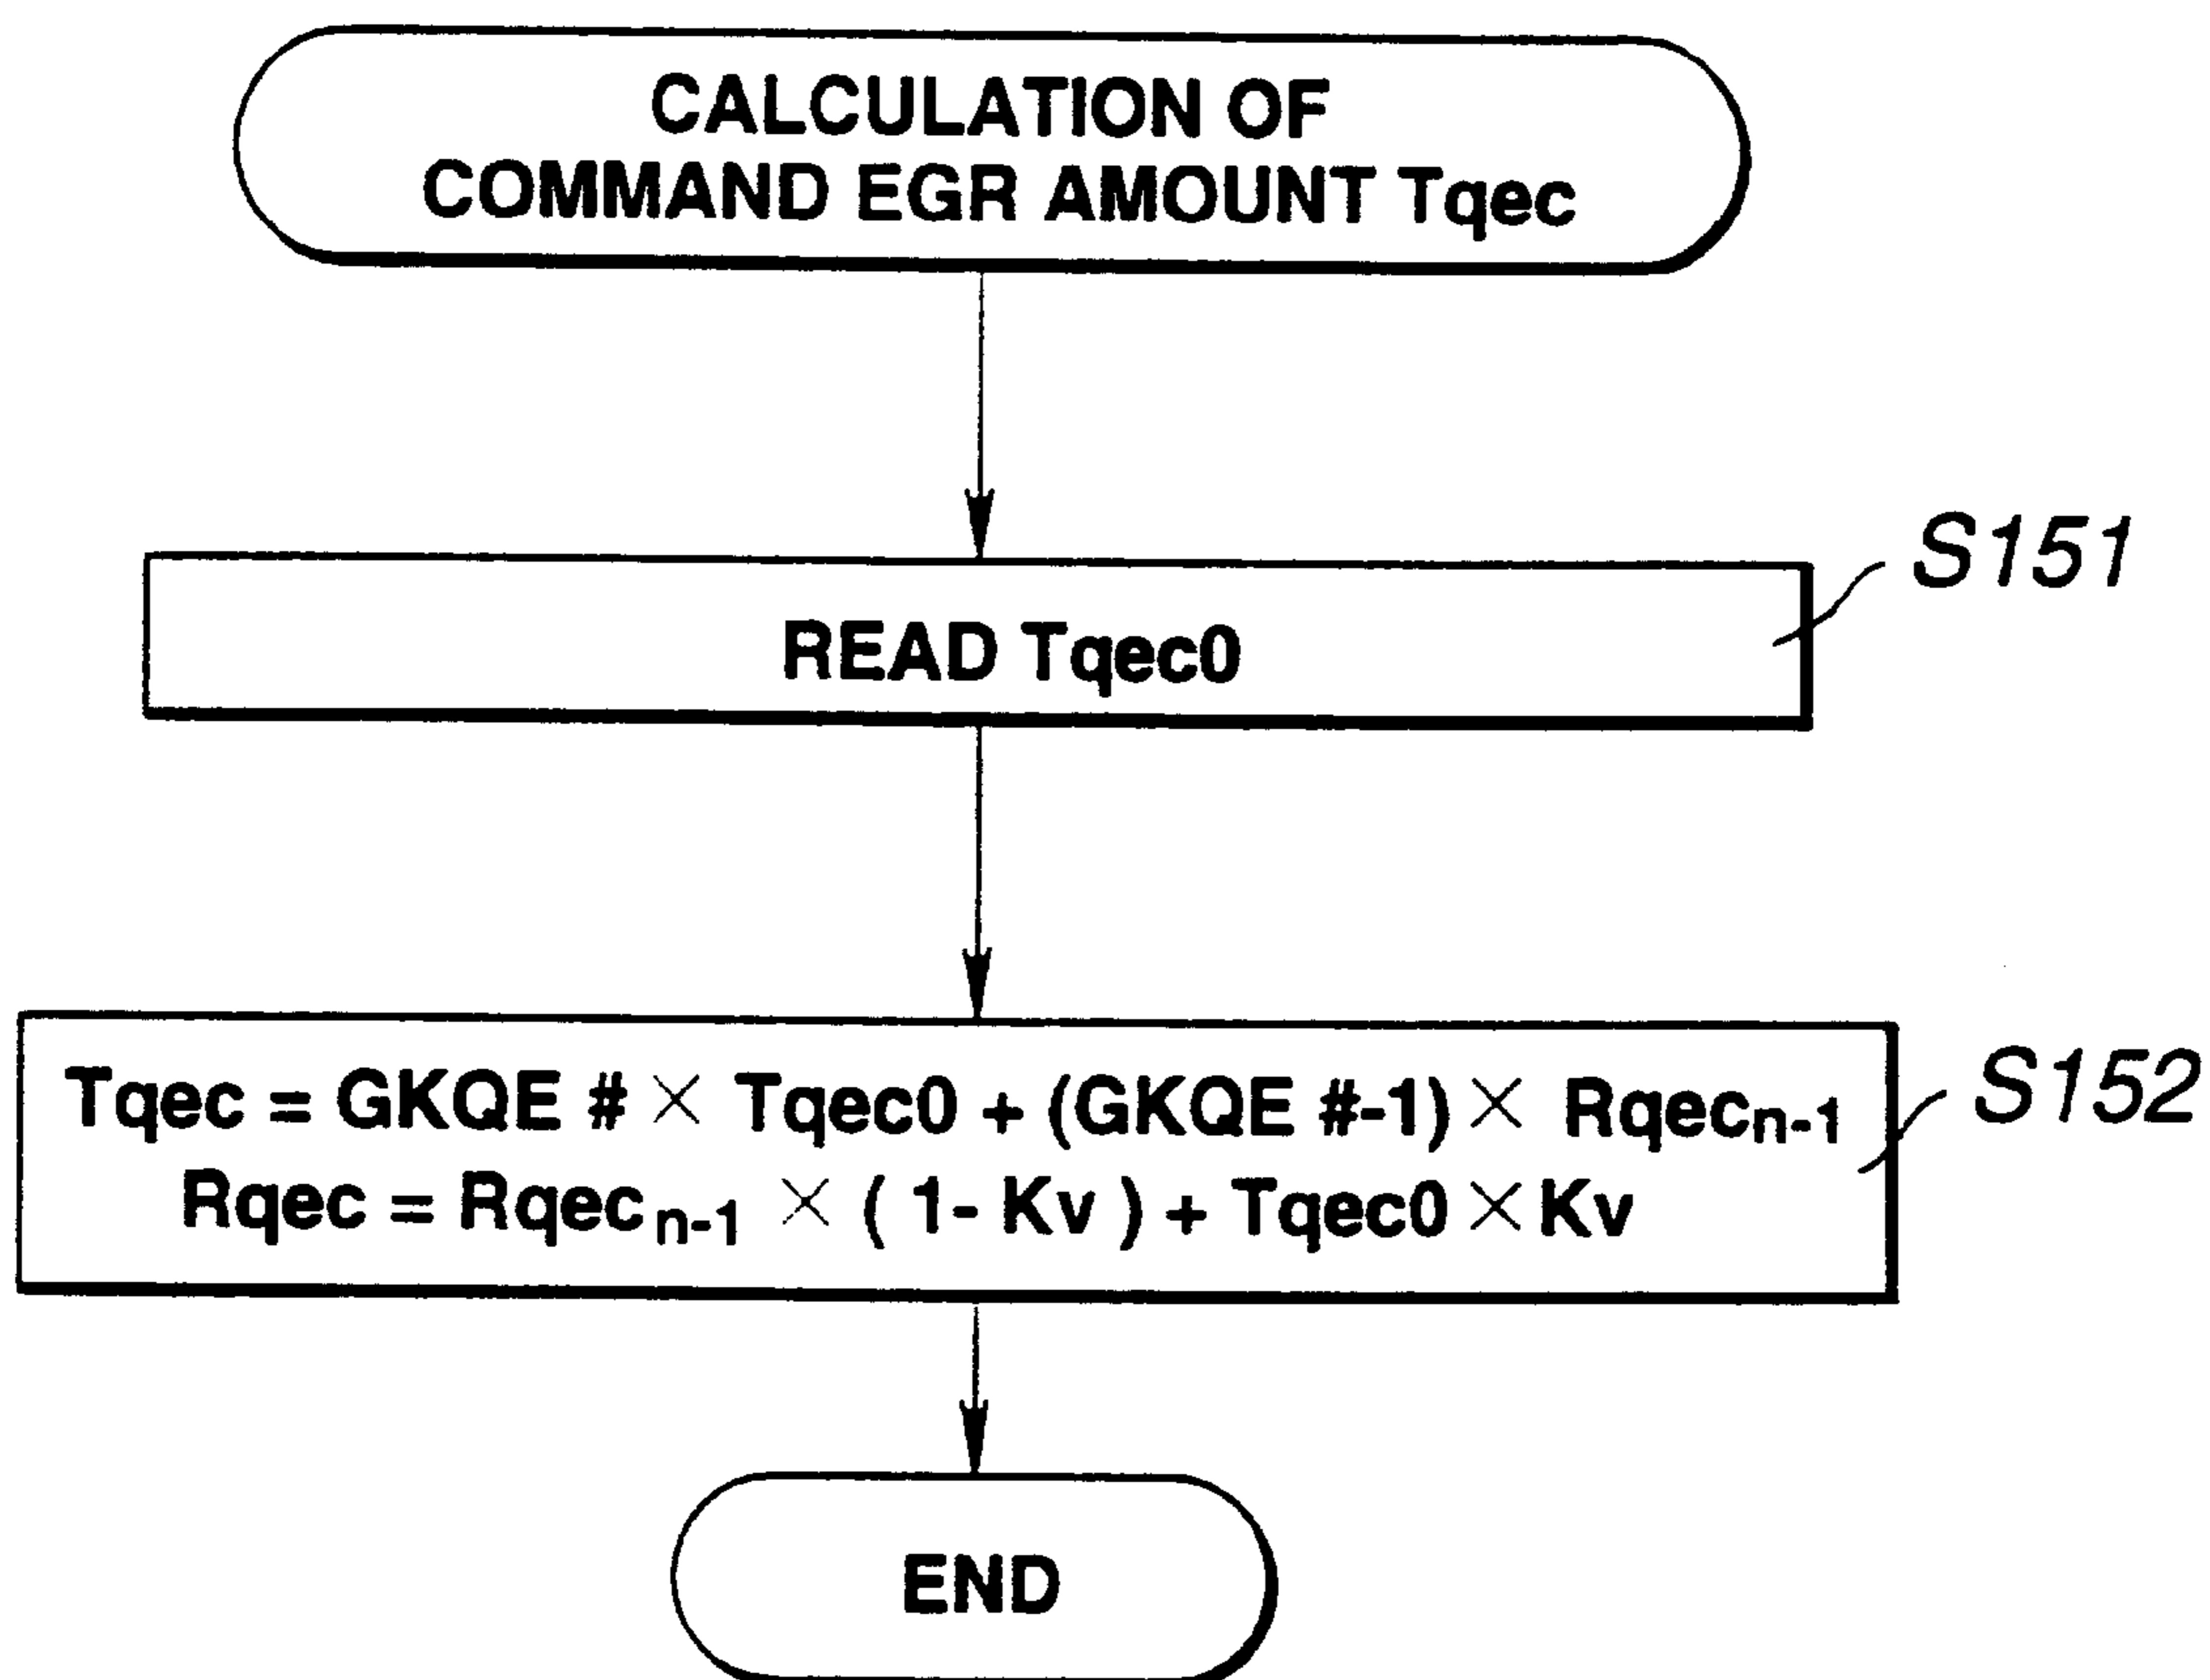 CALCULATION OF
COMMAND EGR AMOUNT Tqec
S151
READ Tqec0
Tqec = GKQE # × Tqec0 + (GKQE #-1) × Rqecn-1
S152
Rqec = Rqecn-1 × ( 1- Kv ) + Tqec0 × Kv
END